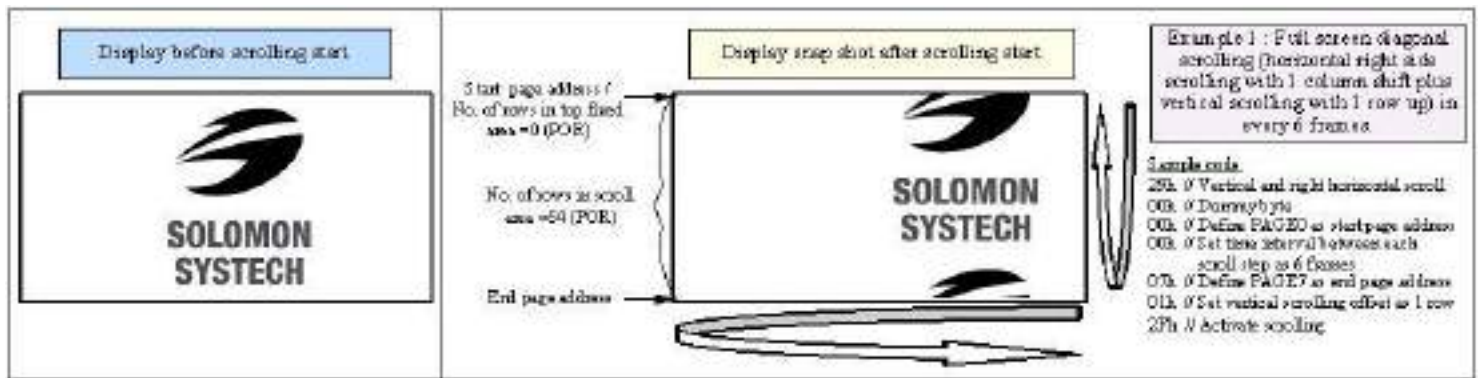 Display before scrolling start
SOLOMON
SYSTECH
Display snap shot after scrolling start
Start page address /
No. of rows in top fixed
area =0 (POR)
No. of rows in scroll
area =64 (POR)
End page address
SOLOMON
SYSTECH
Example 1 : Full screen diagonal
scrolling (horizontal right side
scrolling with 1 column shift plus
vertical scrolling with 1 row up) in
every 6 frames
Sample code
29h // Vertical and right horizontal scroll
00h // Dummy byte
00h // Define PAGE0 as start page address
00h // Set time interval between each
scroll step as 6 frames
07h // Define PAGE7 as end page address
01h // Set vertical scrolling offset as 1 row
2Fh // Activate scrolling